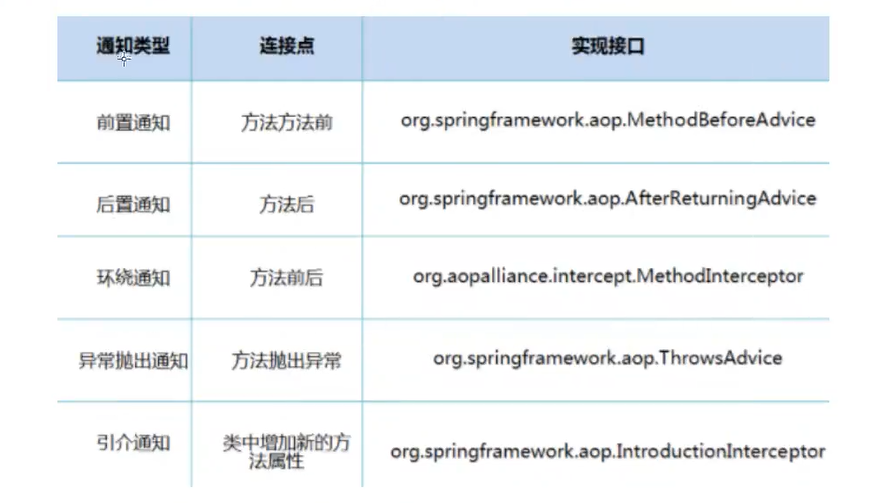 通知类型 连接点 实现接口
前置通知 方法方法前 org.springframework.aop.MethodBeforeAdvice
后置通知 方法后 org.springframework.aop.AfterReturningAdvice
环绕通知 方法前后 org.aopalliance.intercept.MethodInterceptor
异常抛出通知 方法抛出异常 org.springframework.aop.ThrowsAdvice
引介通知 类中增加新的方
法属性 org.springframework.aop.IntroductionInterceptor